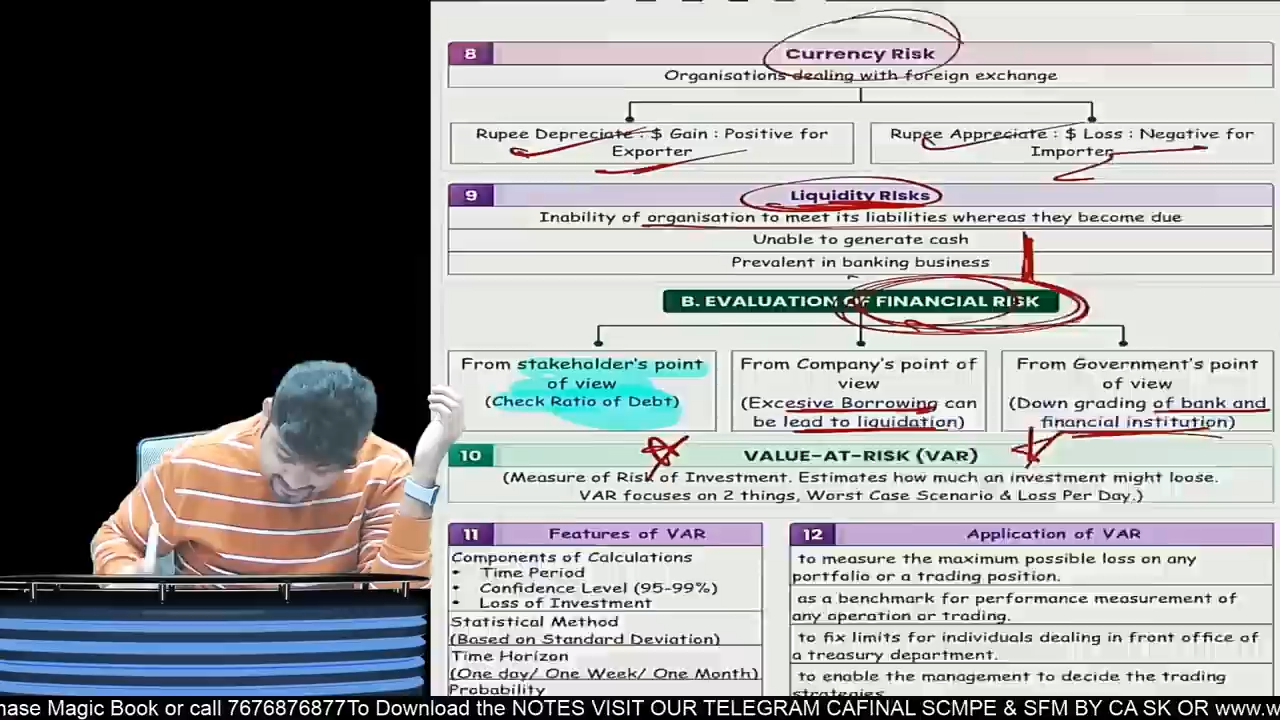 8
Currency Risk
Organisations dealing with foreign exchange
Rupee Depreciate : $ Gain : Positive for
Exporter
Rupee Appreciate : $ Loss : Negative for
Importer
9
Liquidity Risks
Inability of organisation to meet its liabilities whereas they become due
Unable to generate cash
Prevalent in banking business
B. EVALUATION OF FINANCIAL RISK
From stakeholder's point
of view
(Check Ratio of Debt)
From Company's point of
view
(Excesive Borrowing can
be lead to liquidation)
From Government's point
of view
(Down grading of bank and
financial institution)
10
VALUE-AT-RISK (VAR)
(Measure of Risk of Investment. Estimates how much an investment might loose.
VAR focuses on 2 things, Worst Case Scenario & Loss Per Day.)
11
Features of VAR
Components of Calculations
• Time Period
• Confidence Level (95-99%)
• Loss of Investment
Statistical Method
(Based on Standard Deviation)
Time Horizon
(One day/ One Week/ One Month)
Probability
12
Application of VAR
to measure the maximum possible loss on any
portfolio or a trading position.
as a benchmark for performance measurement of
any operation or trading.
to fix limits for individuals dealing in front office of
a treasury department.
to enable the management to decide the trading
strategies.
hase Magic Book or call 7676876877To Download the NOTES VISIT OUR TELEGRAM CAFINAL SCMPE & SFM BY CA SK OR www.w